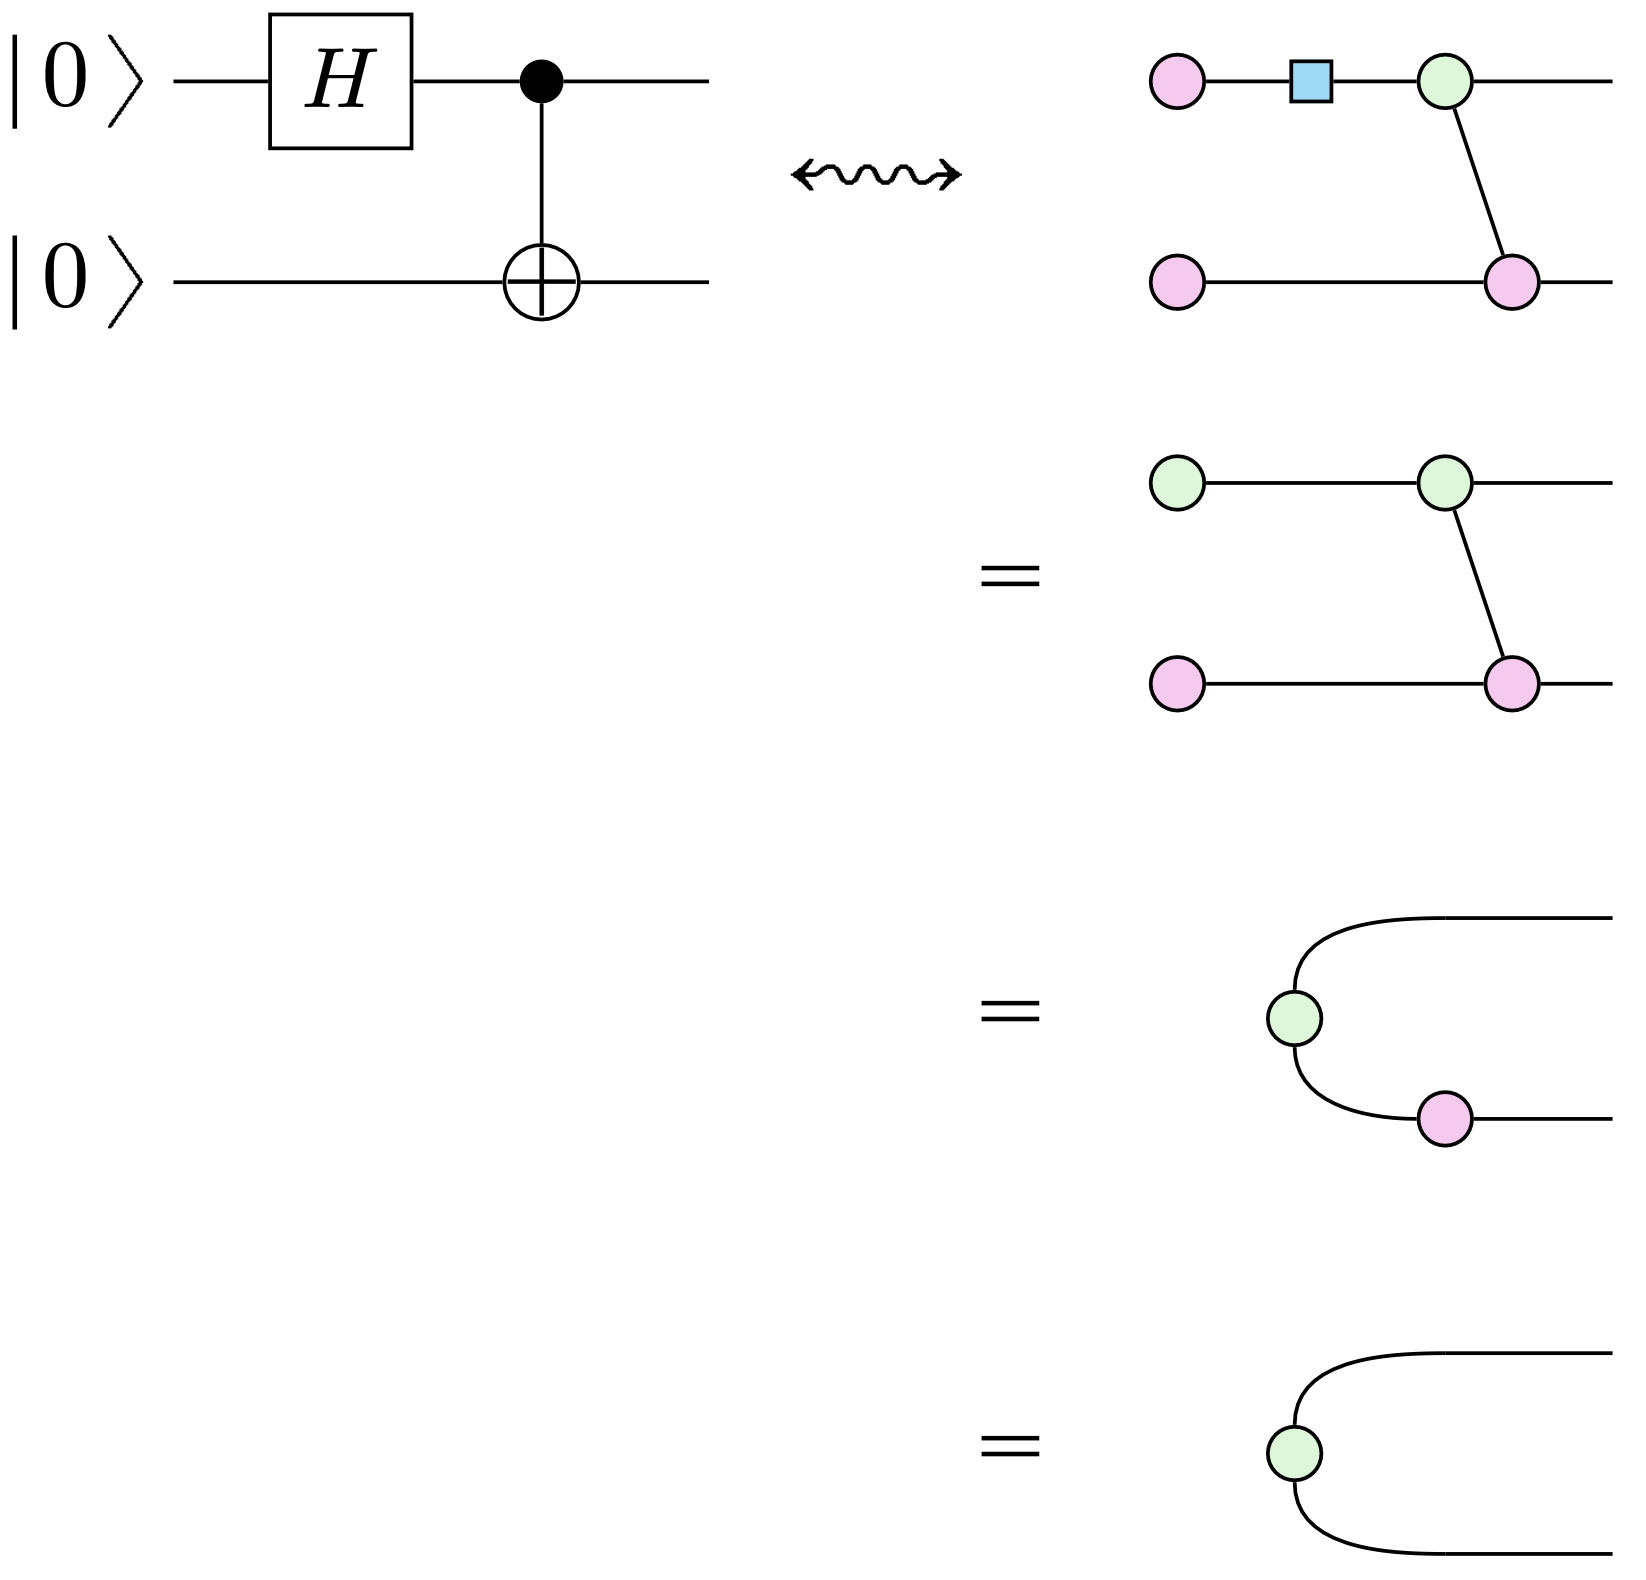 |0⟩ H
|0⟩
=
=
=